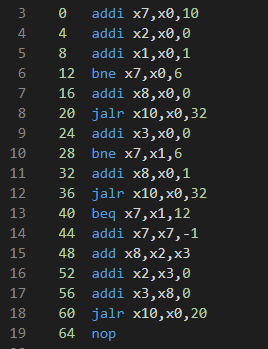 3 0 addi x7,x0,10
4 4 addi x2,x0,0
5 8 addi x1,x0,1
6 12 bne x7,x0,6
7 16 addi x8,x0,0
8 20 jalr x10,x0,32
9 24 addi x3,x0,0
10 28 bne x7,x1,6
11 32 addi x8,x0,1
12 36 jalr x10,x0,32
13 40 beq x7,x1,12
14 44 addi x7,x7,-1
15 48 add x8,x2,x3
16 52 addi x2,x3,0
17 56 addi x3,x8,0
18 60 jalr x10,x0,20
19 64 nop